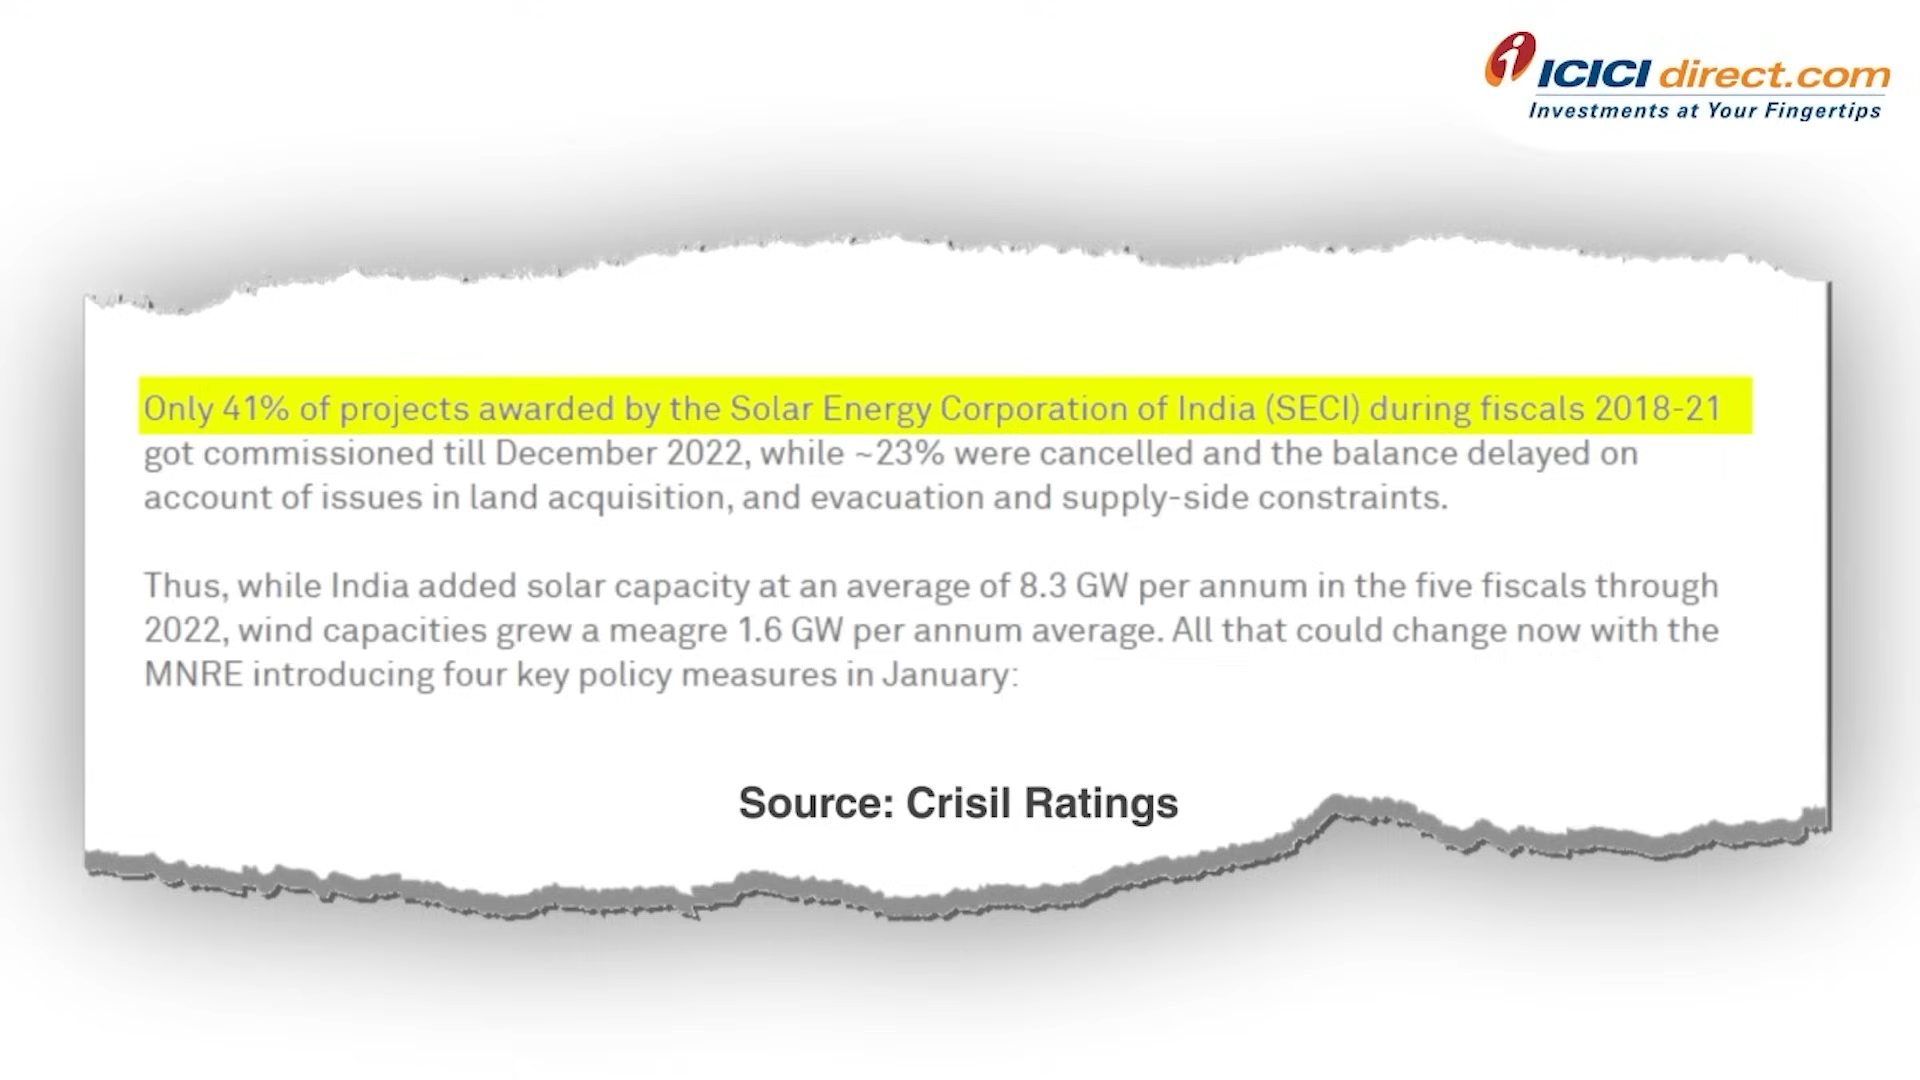 ICICI direct.com
Investments at Your Fingertips
Only 41% of projects awarded by the Solar Energy Corporation of India (SECI) during fiscals 2018-21
got commissioned till December 2022, while ~23% were cancelled and the balance delayed on
account of issues in land acquisition, and evacuation and supply-side constraints.
Thus, while India added solar capacity at an average of 8.3 GW per annum in the five fiscals through
2022, wind capacities grew a meagre 1.6 GW per annum average. All that could change now with the
MNRE introducing four key policy measures in January:
Source: Crisil Ratings